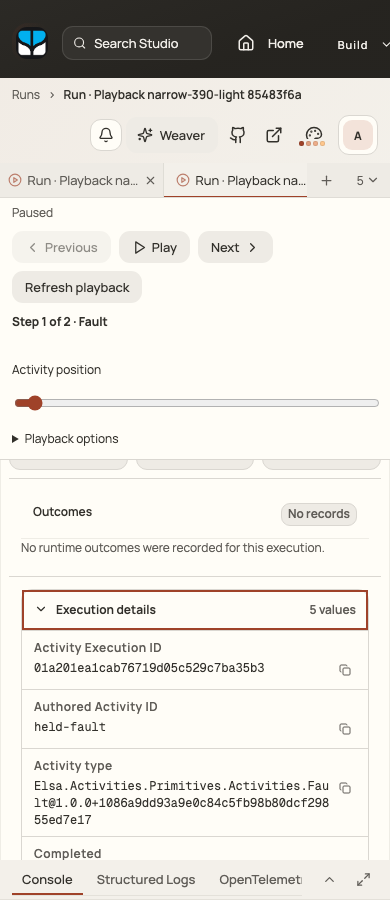 Search Studio
Home
Build
Runs > Run · Playback narrow-390-light 85483f6a
Weaver
A
Run · Playback na...
Run · Playback na...
5
Paused
Previous
Play
Next
Refresh playback
Step 1 of 2 · Fault
Activity position
Playback options
Outcomes
No records
No runtime outcomes were recorded for this execution.
Execution details
5 values
Activity Execution ID
01a201ea1cab76719d05c529c7ba35b3
Authored Activity ID
held-fault
Activity type
Elsa.Activities.Primitives.Activities.Fau
lt@1.0.0+1086a9dd93a9e0c84c5fb98b80dcf298
55ed7e17
Completed
Console
Structured Logs
OpenTelemet